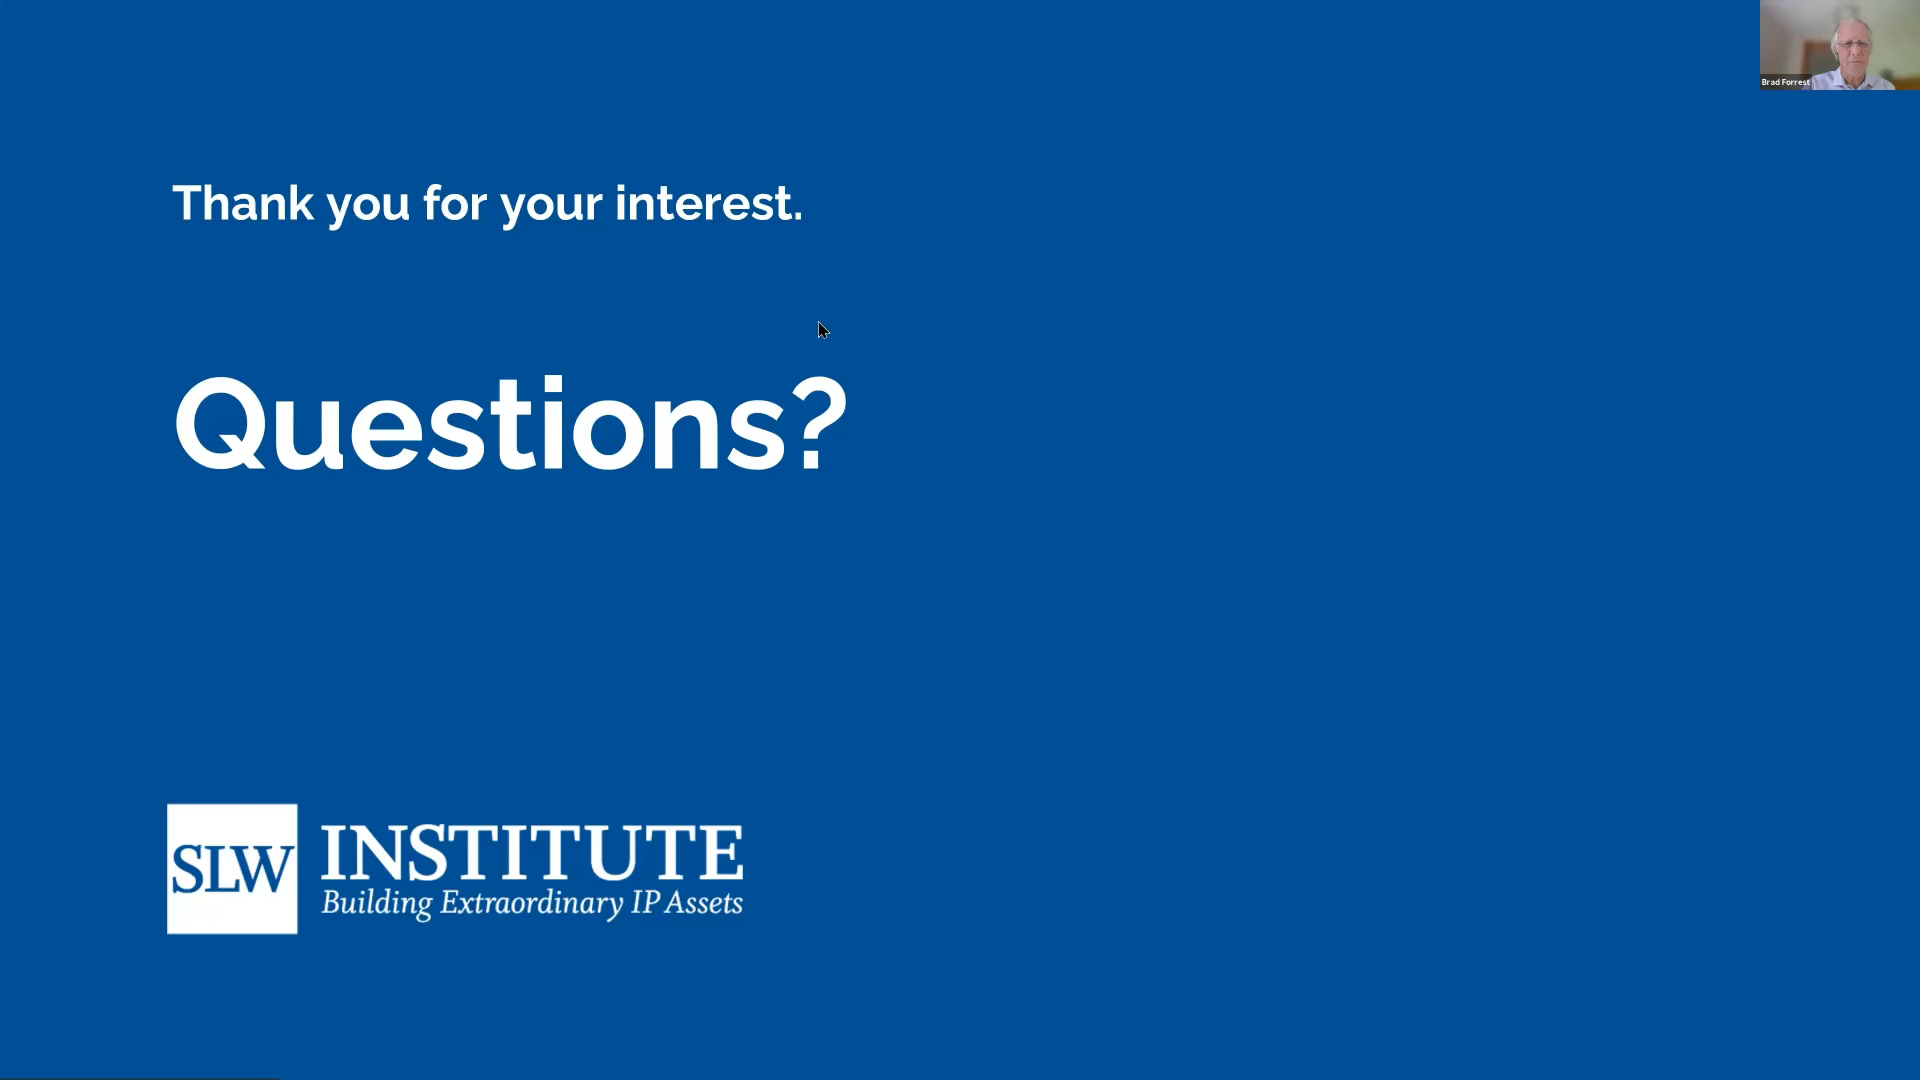 Brad Forrest
Thank you for your interest.
Questions?
SLW
INSTITUTE
Building Extraordinary IP Assets